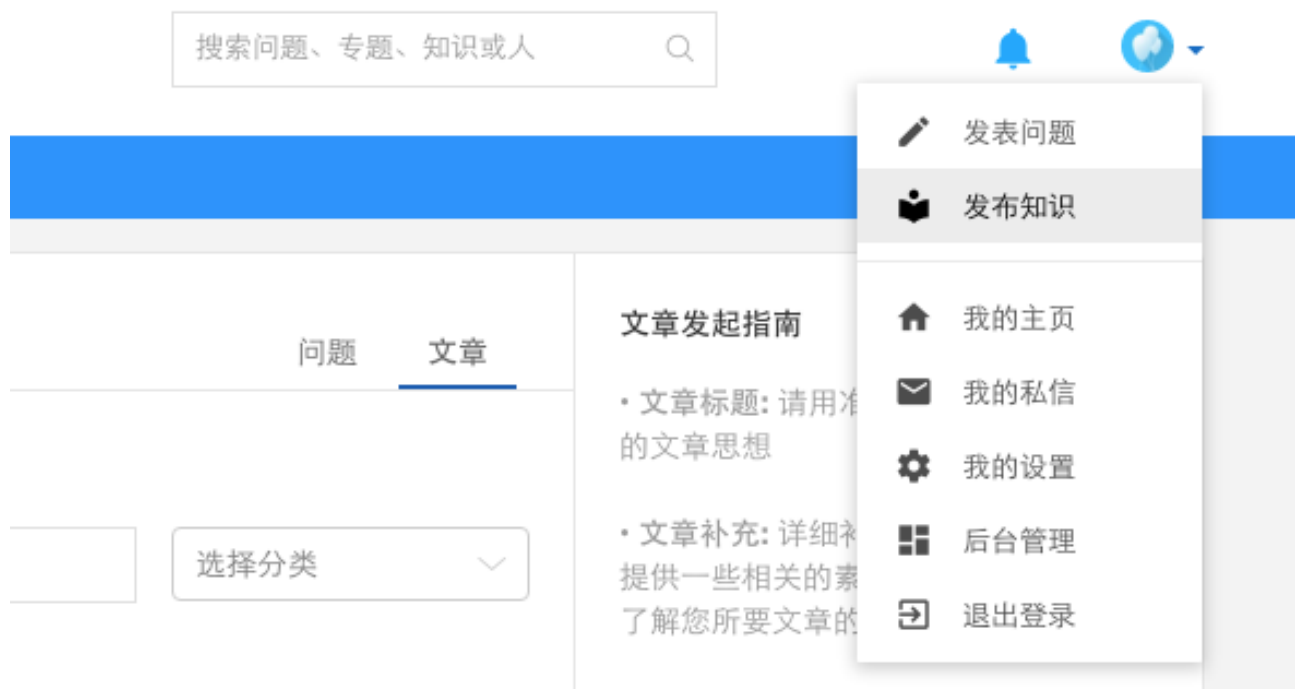 搜索问题、专题、知识或人
发表问题
发布知识
我的主页
我的私信
我的设置
后台管理
退出登录
问题
文章
选择分类
文章发起指南
• 文章标题: 请用准
的文章思想
• 文章补充: 详细补
提供一些相关的素
了解您所要文章的